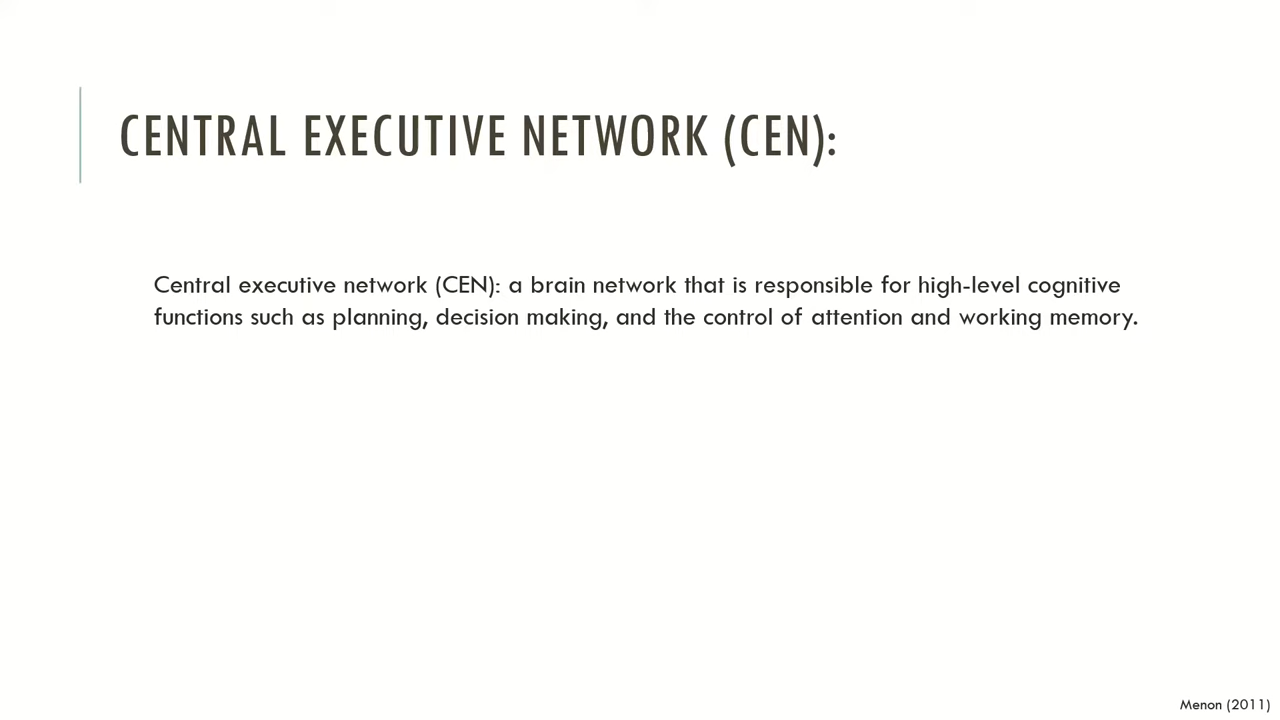 CENTRAL EXECUTIVE NETWORK (CEN):
Central executive network (CEN): a brain network that is responsible for high-level cognitive
functions such as planning, decision making, and the control of attention and working memory.
Menon (2011)